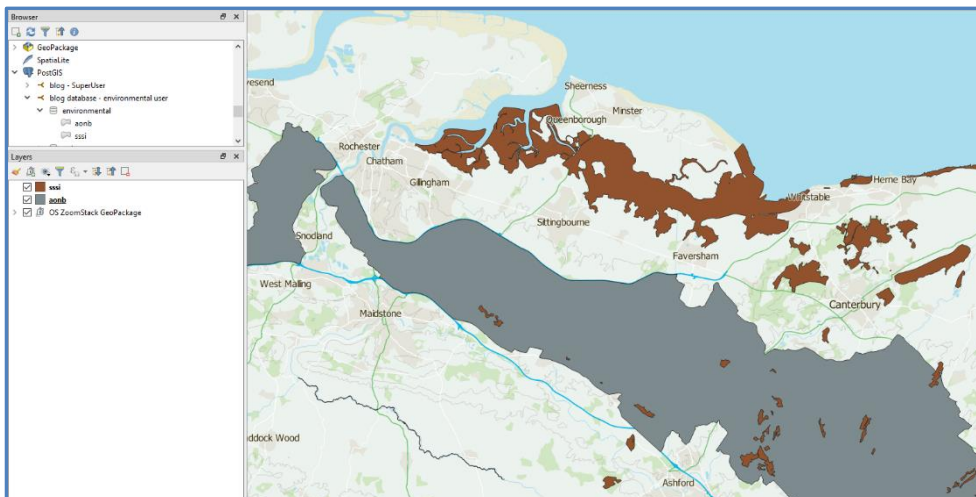 Browser
GeoPackage
SpatiaLite
PostGIS
blog - SuperUser
blog database - environmental user
environmental
aonb
sssi
Layers
sssi
aonb
OS ZoomStack GeoPackage
vesend
Sheerness
Minster
Queenborough
Rochester
Chatham
Gillingham
Herne Bay
Whitstable
Sittingbourne
Snodland
Faversham
West Malling
Canterbury
Maidstone
ddock Wood
Ashford